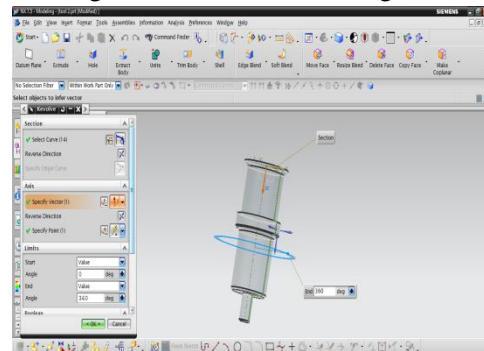 NX 7.5 - Modeling - [tool 2.prt (Modified)]
SIEMENS
File Edit View Insert Format Tools Assemblies Information Analysis Preferences Window Help
Start Command Finder
Datum Plane Extrude Hole Extract Body Unite Trim Body Shell Edge Blend Soft Blend Move Face Resize Blend Delete Face Copy Face Make Coplanar
No Selection Filter Within Work Part Only
Select objects to infer vector
Revolve
Section
Select Curve (14)
Reverse Direction
Specify Origin Curve
Axis
Specify Vector (1)
Reverse Direction
Specify Point (1)
Limits
Start Value
Angle 0 deg
End Value
Angle 360 deg
Boolean
< OK > Cancel
Section
End 360 deg